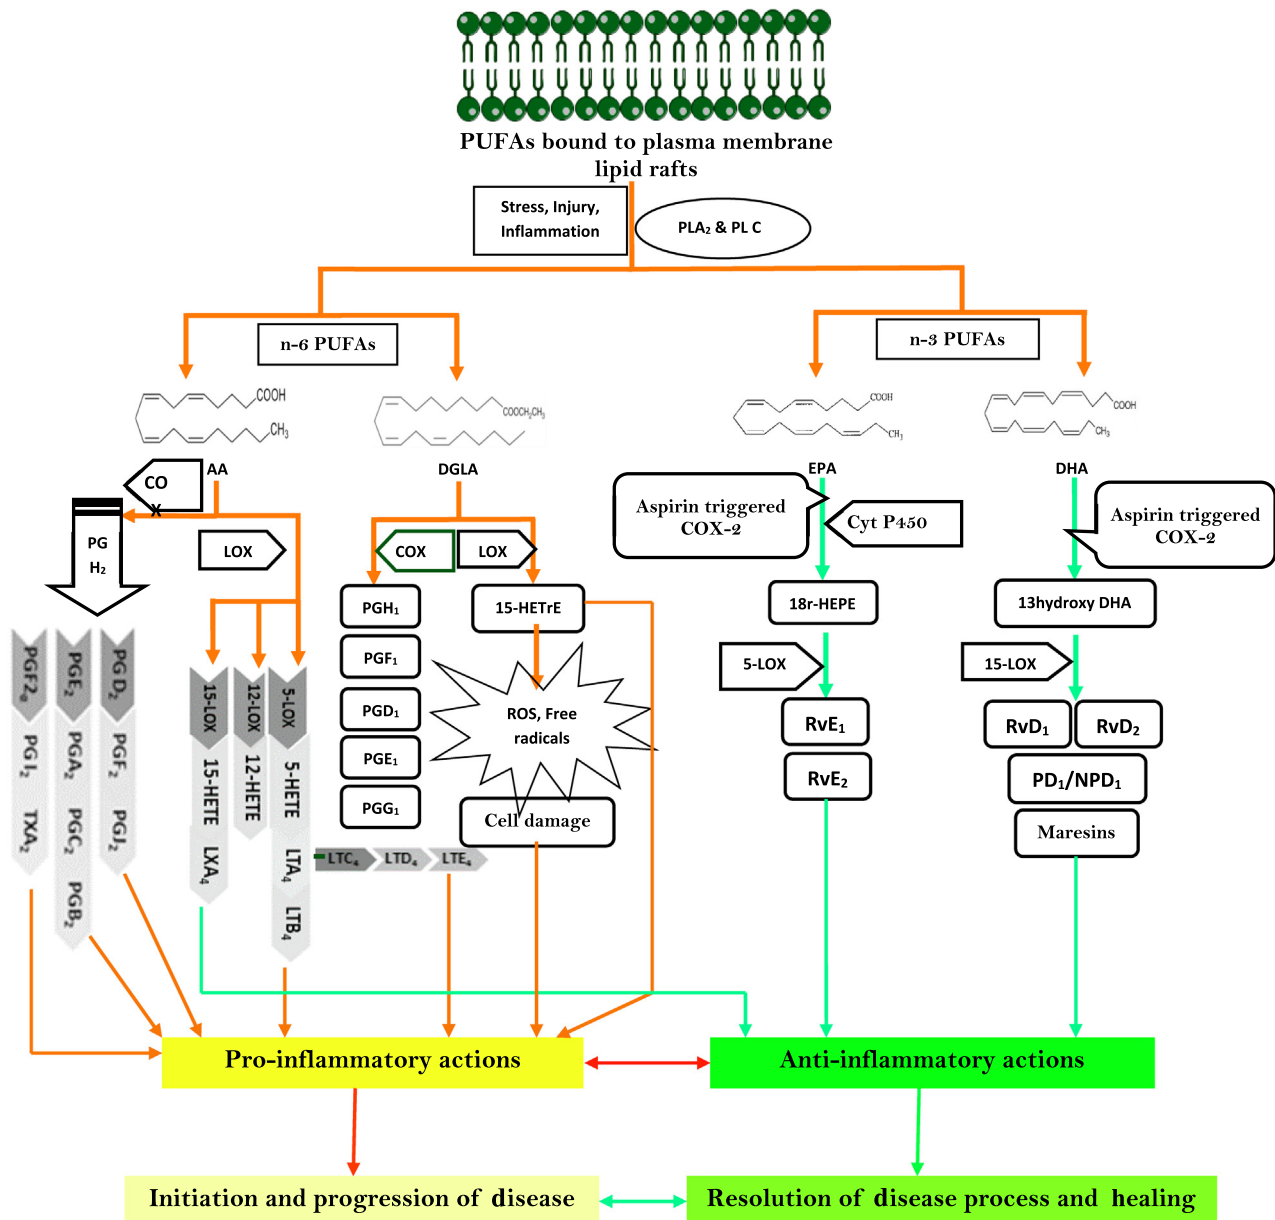 PUFAs bound to plasma membrane
lipid rafts
Stress, Injury,
Inflammation
PLA₂ & PL C
n-6 PUFAs
n-3 PUFAs
COOH
CH₃
COOCH₂CH₃
COOH
CH₃
COOH
CH₃
AA
DGLA
EPA
DHA
CO
X
PG
H₂
LOX
COX
LOX
Aspirin triggered
COX-2
Cyt P450
Aspirin triggered
COX-2
PGH₁
PGF₁
PGD₁
PGE₁
PGG₁
15-HETrE
ROS, Free
radicals
Cell damage
18r-HEPE
5-LOX
RvE₁
RvE₂
13hydroxy DHA
15-LOX
RvD₁
RvD₂
PD₁/NPD₁
Maresins
PGF2
PGI₂
TXA₂
PGE₂
PGA₂
PGC₂
PGB₂
PGD₂
PGF₂
PGJ₂
15-LOX
15-HETE
LXA₄
12-LOX
12-HETE
5-LOX
5-HETE
LTA₄
LTB₄
LTC₄
LTD₄
LTE₄
Pro-inflammatory actions
Anti-inflammatory actions
Initiation and progression of disease
Resolution of disease process and healing